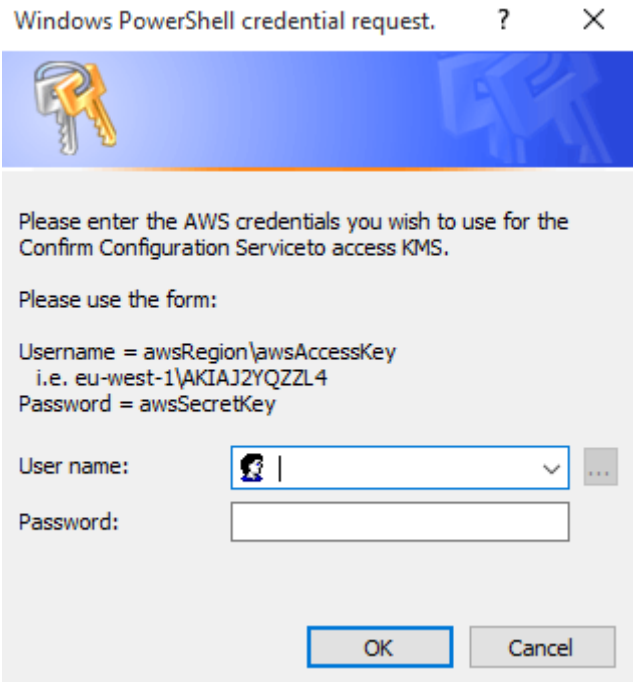 Windows PowerShell credential request. ? ×
Please enter the AWS credentials you wish to use for the
Confirm Configuration Serviceto access KMS.
Please use the form:
Username = awsRegion\awsAccessKey
i.e. eu-west-1\AKIAJ2YQZZL4
Password = awsSecretKey
User name:
...
Password:
OK Cancel